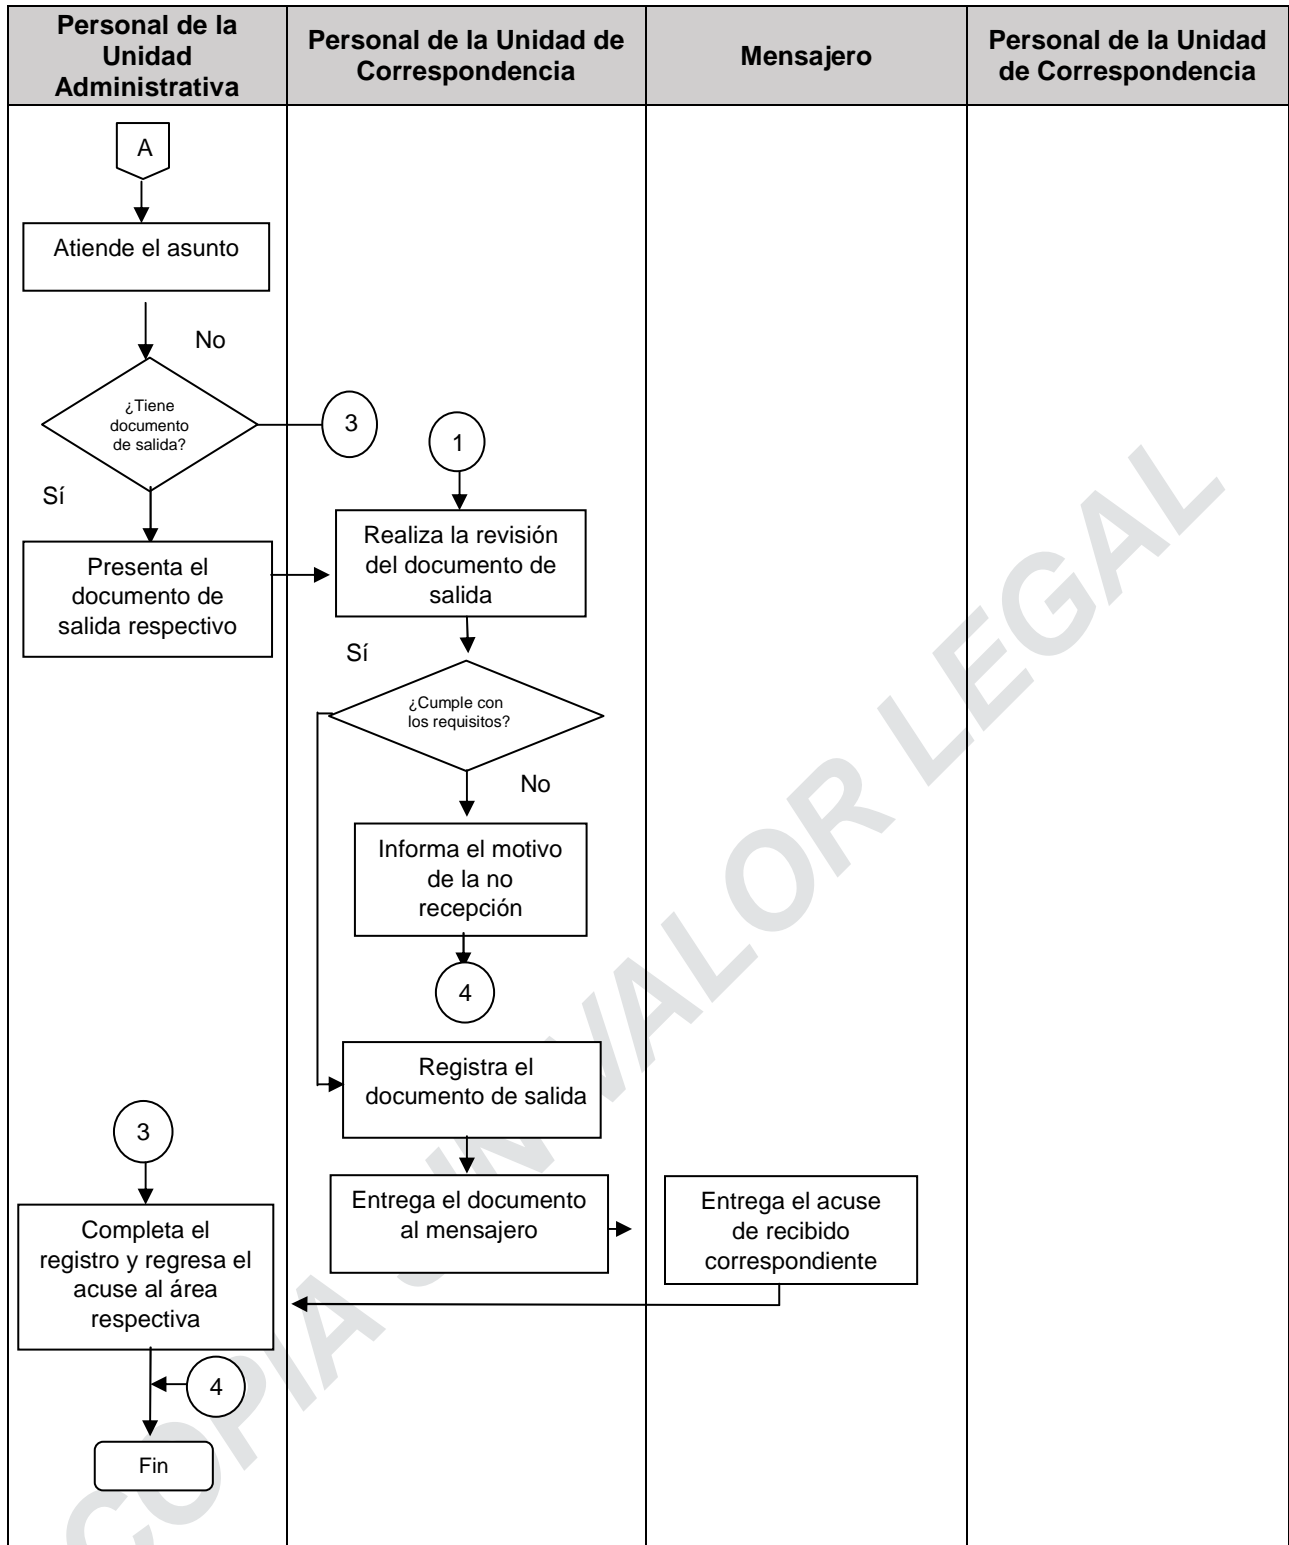 Personal de la
Unidad
Administrativa
Personal de la Unidad de
Correspondencia
Mensajero
Personal de la Unidad
de Correspondencia
A
Atiende el asunto
No
¿Tiene
documento
de salida?
3
1
Sí
Presenta el
documento de
salida respectivo
Realiza la revisión
del documento de
salida
Sí
¿Cumple con
los requisitos?
No
Informa el motivo
de la no
recepción
4
Registra el
documento de salida
3
Entrega el documento
al mensajero
Entrega el acuse
de recibido
correspondiente
Completa el
registro y regresa el
acuse al área
respectiva
4
Fin
COPIA SIN VALOR LEGAL